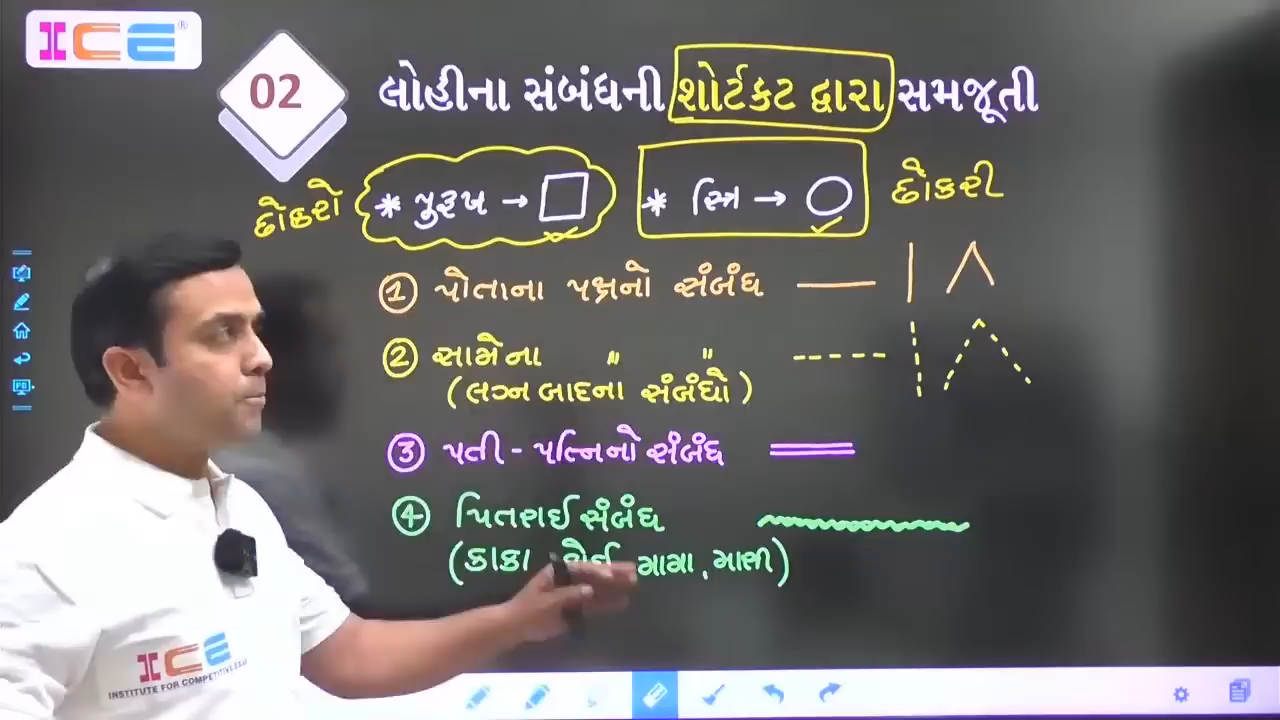 ICE®
02
લોહીના સંબંધની શોર્ટકટ દ્વારા સમજૂતી
છોકરો * પુરૂખ → * સ્ત્રિ → છોકરી
① પોતાના પક્ષનો સંબંધ
② સામેના " "
(લગ્ન બાદના સંબંધો)
③ પતી - પત્નિનો સંબંધ
④ પિતરાઈ સંબંધ
(કાકા મામા, માસી)
ICE
INSTITUTE FOR COMPETITIVE EXAM